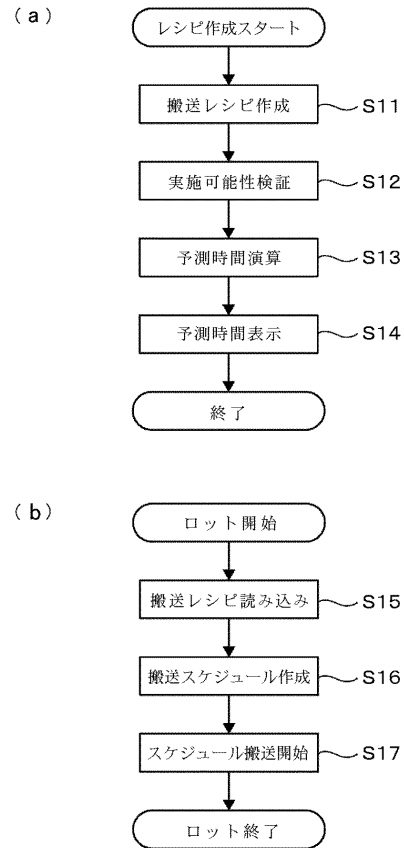 (a)
レシピ作成スタート
搬送レシピ作成 S11
実施可能性検証 S12
予測時間演算 S13
予測時間表示 S14
終了
(b)
ロット開始
搬送レシピ読み込み S15
搬送スケジュール作成 S16
スケジュール搬送開始 S17
ロット終了